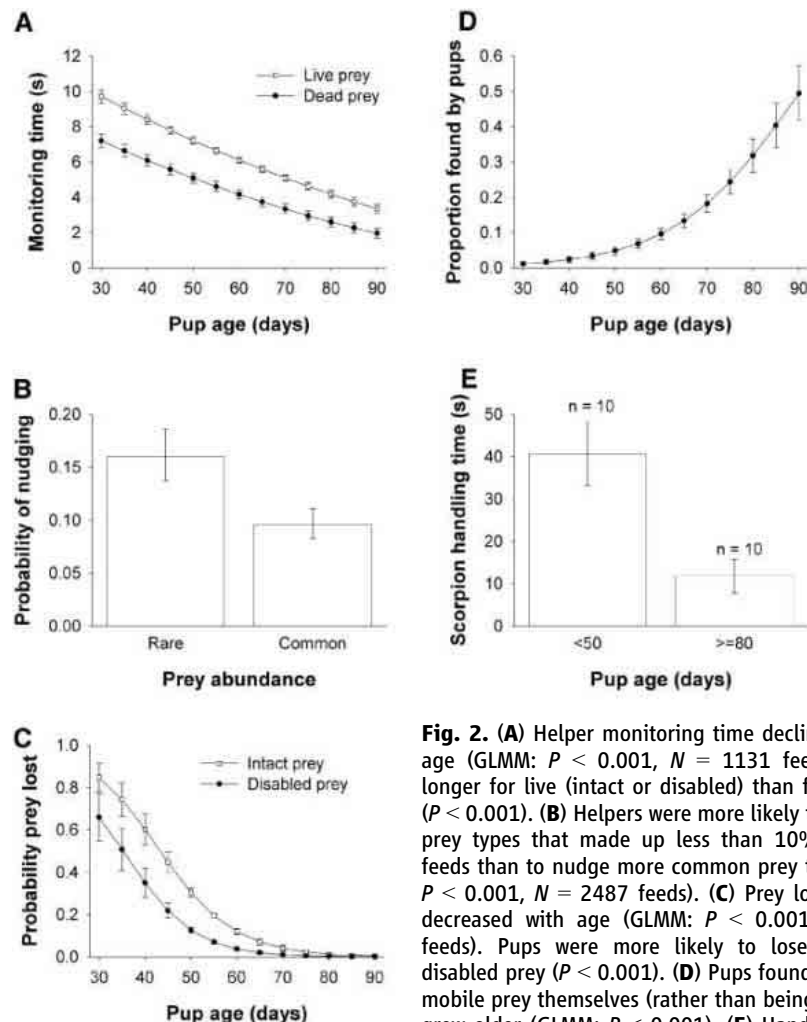 A
Monitoring time (s)
12
10
8
6
4
2
0
Live prey
Dead prey
30 40 50 60 70 80 90
Pup age (days)
B
Probability of nudging
0.20
0.15
0.10
0.05
0.00
Rare Common
Prey abundance
C
Probability prey lost
1.0
0.8
0.6
0.4
0.2
0.0
Intact prey
Disabled prey
30 40 50 60 70 80 90
Pup age (days)
D
Proportion found by pups
0.6
0.5
0.4
0.3
0.2
0.1
0.0
30 40 50 60 70 80 90
Pup age (days)
E
Scorpion handling time (s)
50
40
30
20
10
0
n = 10
n = 10
<50 >=80
Pup age (days)
Fig. 2. (A) Helper monitoring time
age (GLMM: P < 0.001, N = 1131
longer for live (intact or disabled) than
(P < 0.001). (B) Helpers were more likely
prey types that made up less than 10%
feeds than to nudge more common prey
P < 0.001, N = 2487 feeds). (C) Prey
decreased with age (GLMM: P < 0.001
feeds). Pups were more likely to lose
disabled prey (P < 0.001). (D) Pups found
mobile prey themselves (rather than being